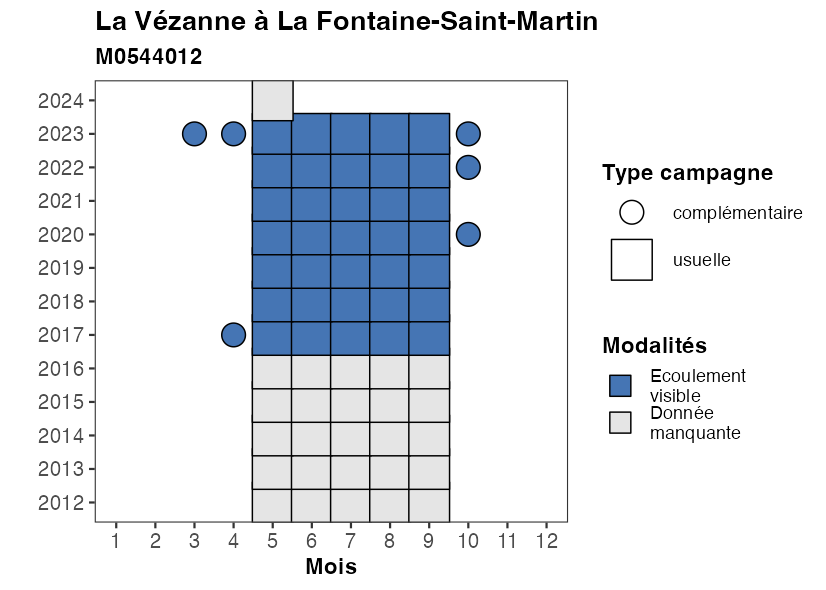 La Vézanne à La Fontaine-Saint-Martin
M0544012
2024
2023
2022
2021
2020
2019
2018
2017
2016
2015
2014
2013
2012
1 2 3 4 5 6 7 8 9 10 11 12
Mois
Type campagne
complémentaire
usuelle
Modalités
Ecoulement
visible
Donnée
manquante